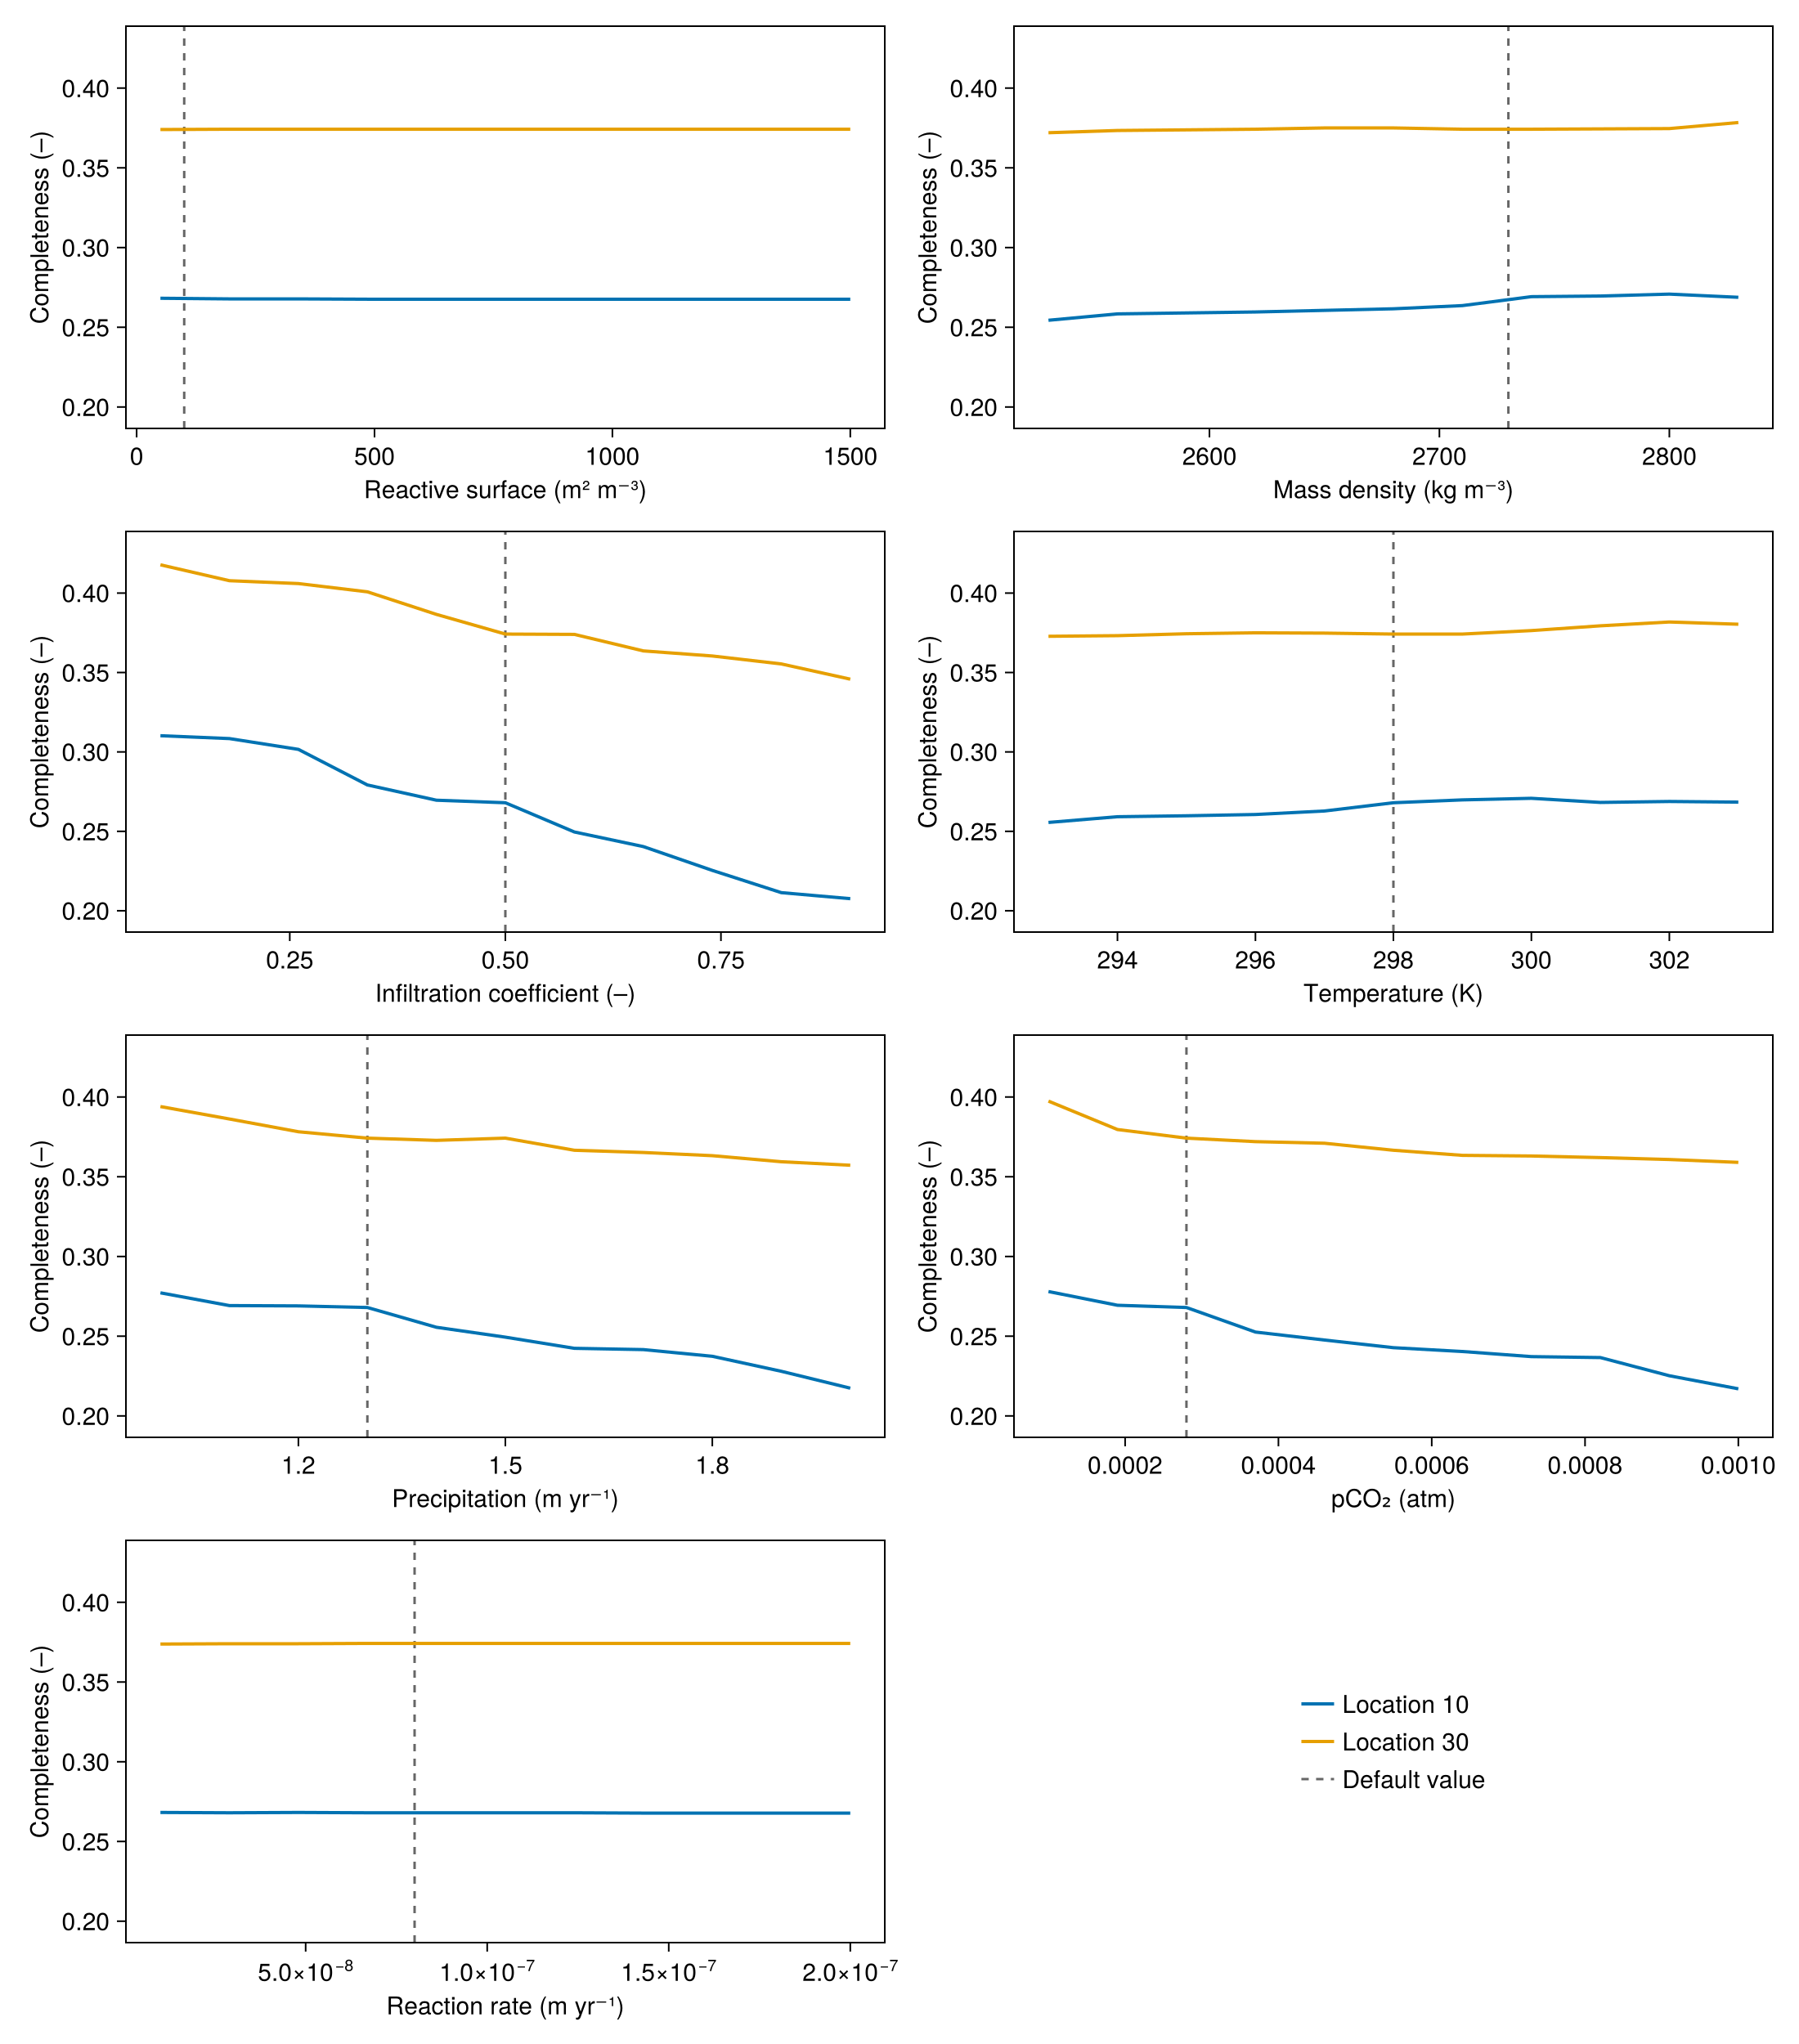 Completeness (–)
0.40
0.35
0.30
0.25
0.20
0 500 1000 1500
Reactive surface (m² m⁻³)
Completeness (–)
0.40
0.35
0.30
0.25
0.20
2600 2700 2800
Mass density (kg m⁻³)
Completeness (–)
0.40
0.35
0.30
0.25
0.20
0.25 0.50 0.75
Infiltration coefficient (–)
Completeness (–)
0.40
0.35
0.30
0.25
0.20
294 296 298 300 302
Temperature (K)
Completeness (–)
0.40
0.35
0.30
0.25
0.20
1.2 1.5 1.8
Precipitation (m yr⁻¹)
Completeness (–)
0.40
0.35
0.30
0.25
0.20
0.0002 0.0004 0.0006 0.0008 0.0010
pCO₂ (atm)
Completeness (–)
0.40
0.35
0.30
0.25
0.20
5.0×10⁻⁸ 1.0×10⁻⁷ 1.5×10⁻⁷ 2.0×10⁻⁷
Reaction rate (m yr⁻¹)
Location 10
Location 30
Default value